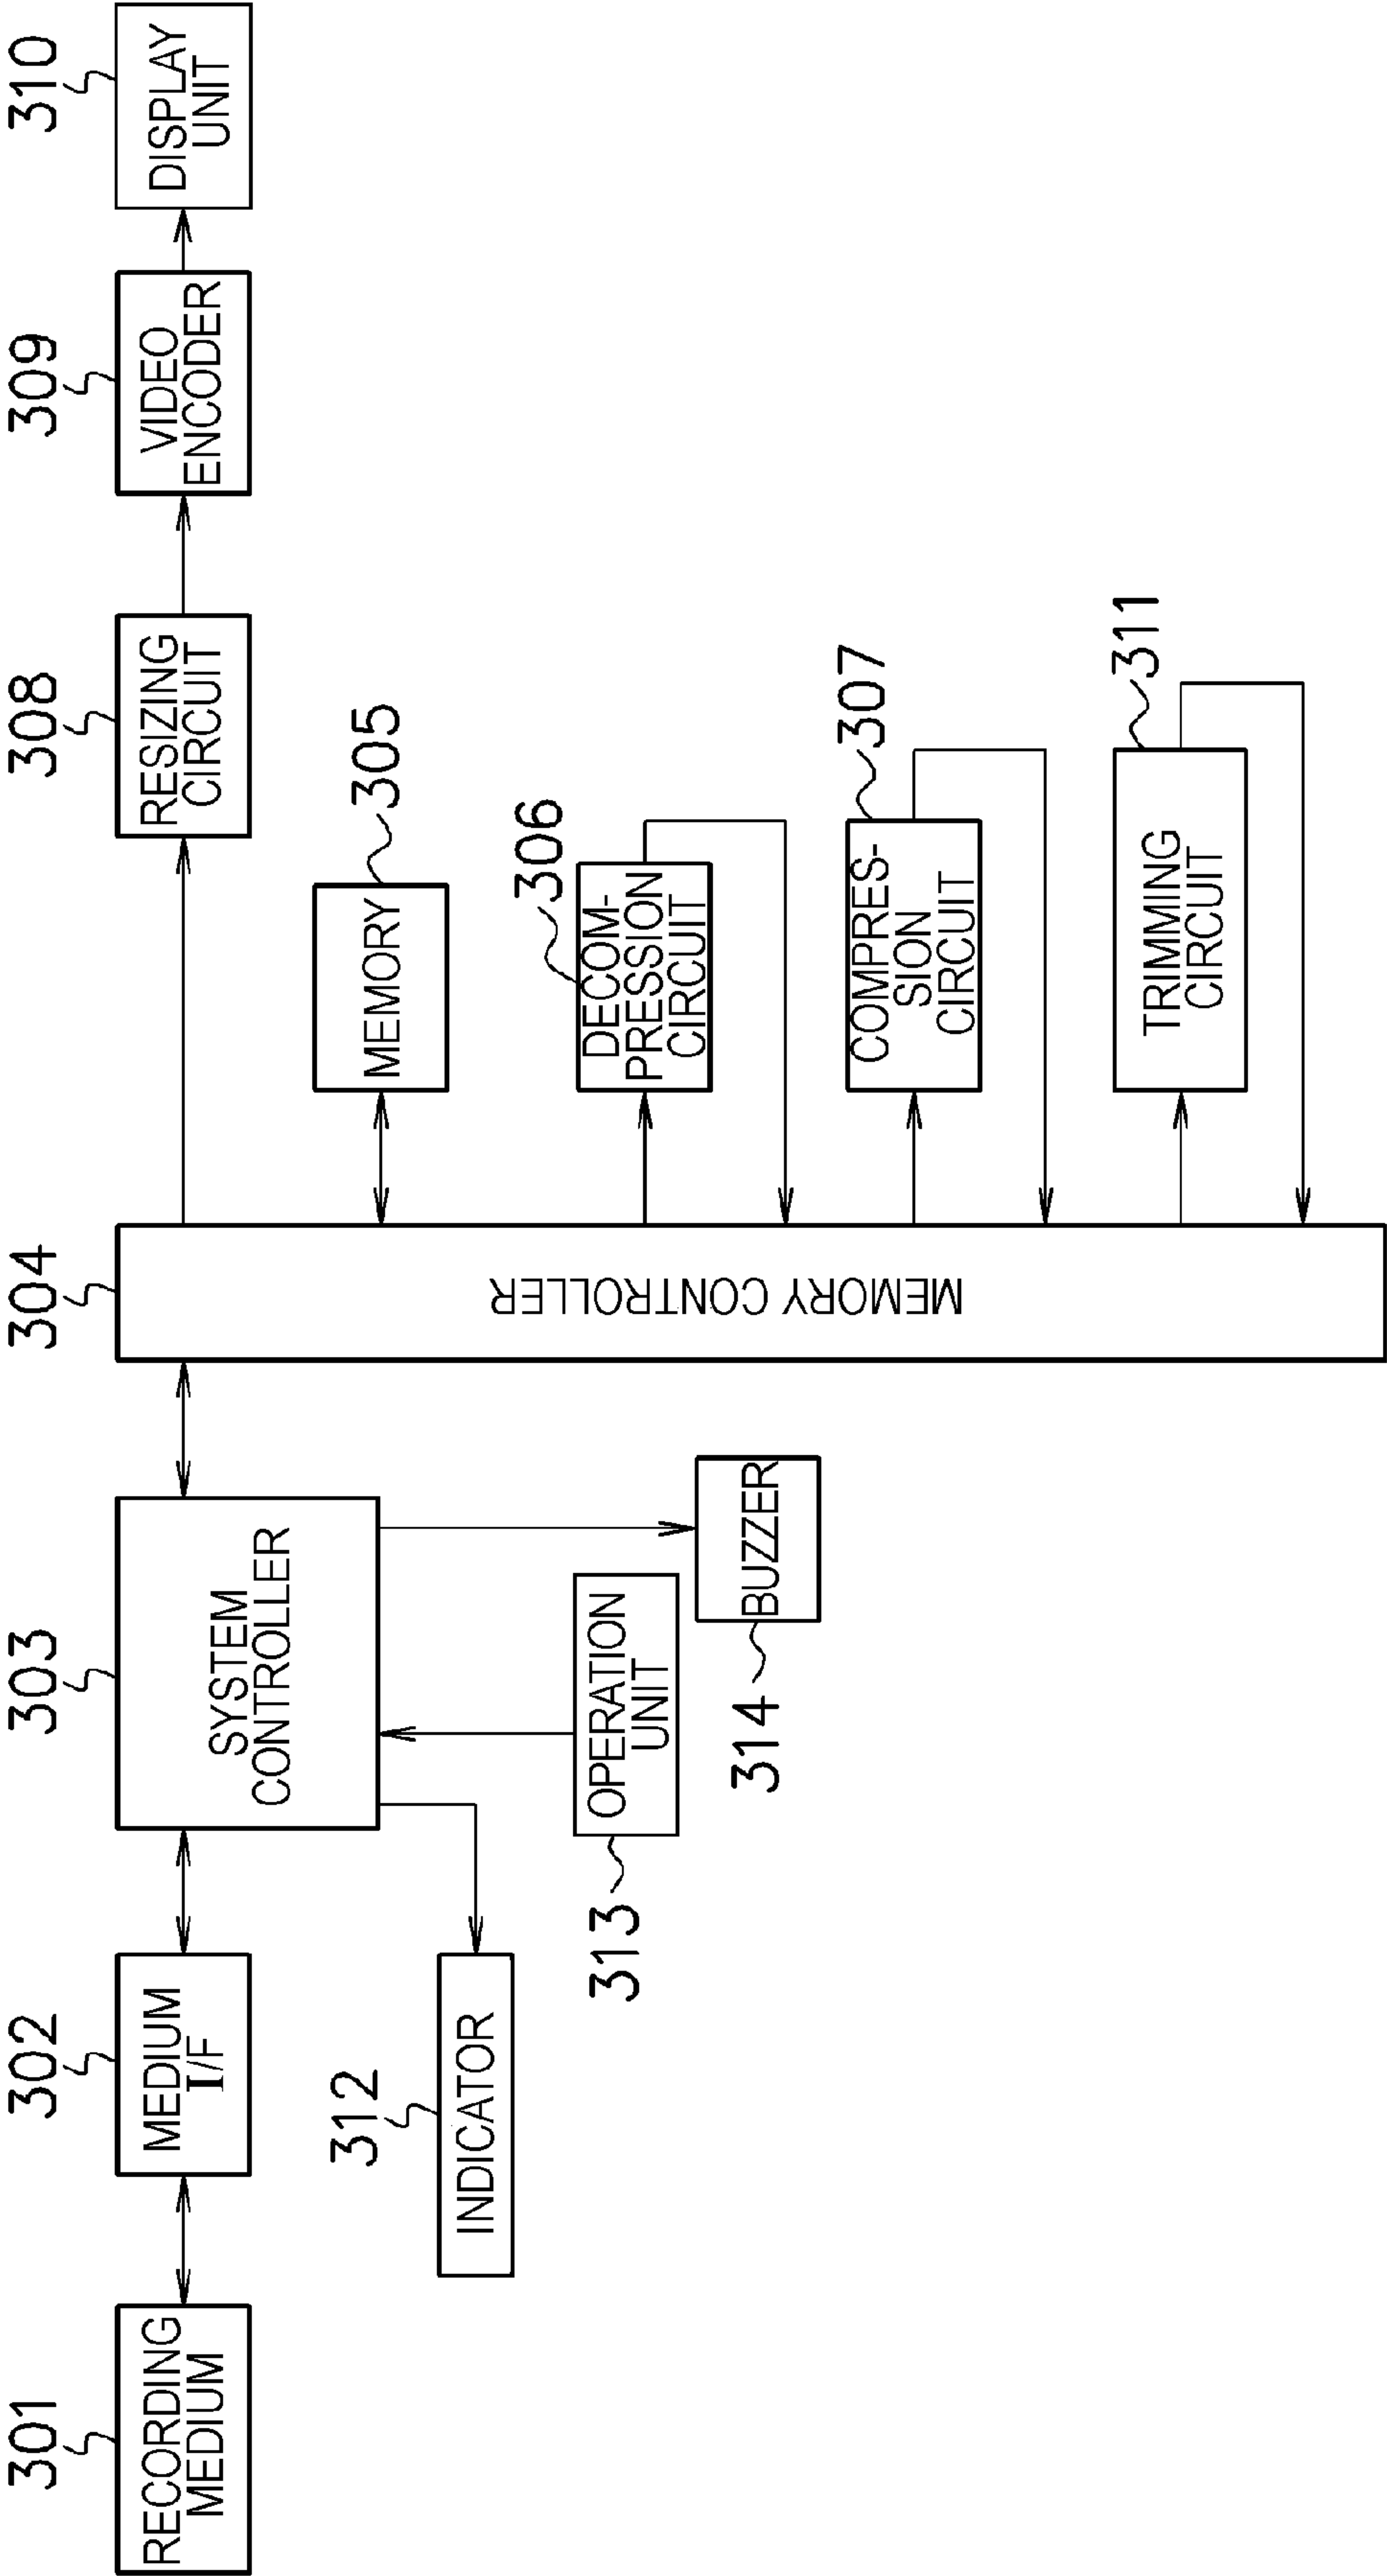 301
RECORDING
MEDIUM
302
MEDIUM
I/F
303
SYSTEM
CONTROLLER
304
MEMORY CONTROLLER
308
RESIZING
CIRCUIT
309
VIDEO
ENCODER
310
DISPLAY
UNIT
312
INDICATOR
313
OPERATION
UNIT
314
BUZZER
MEMORY
305
DECOM-
PRESSION
CIRCUIT
306
COMPRES-
SION
CIRCUIT
307
TRIMMING
CIRCUIT
311